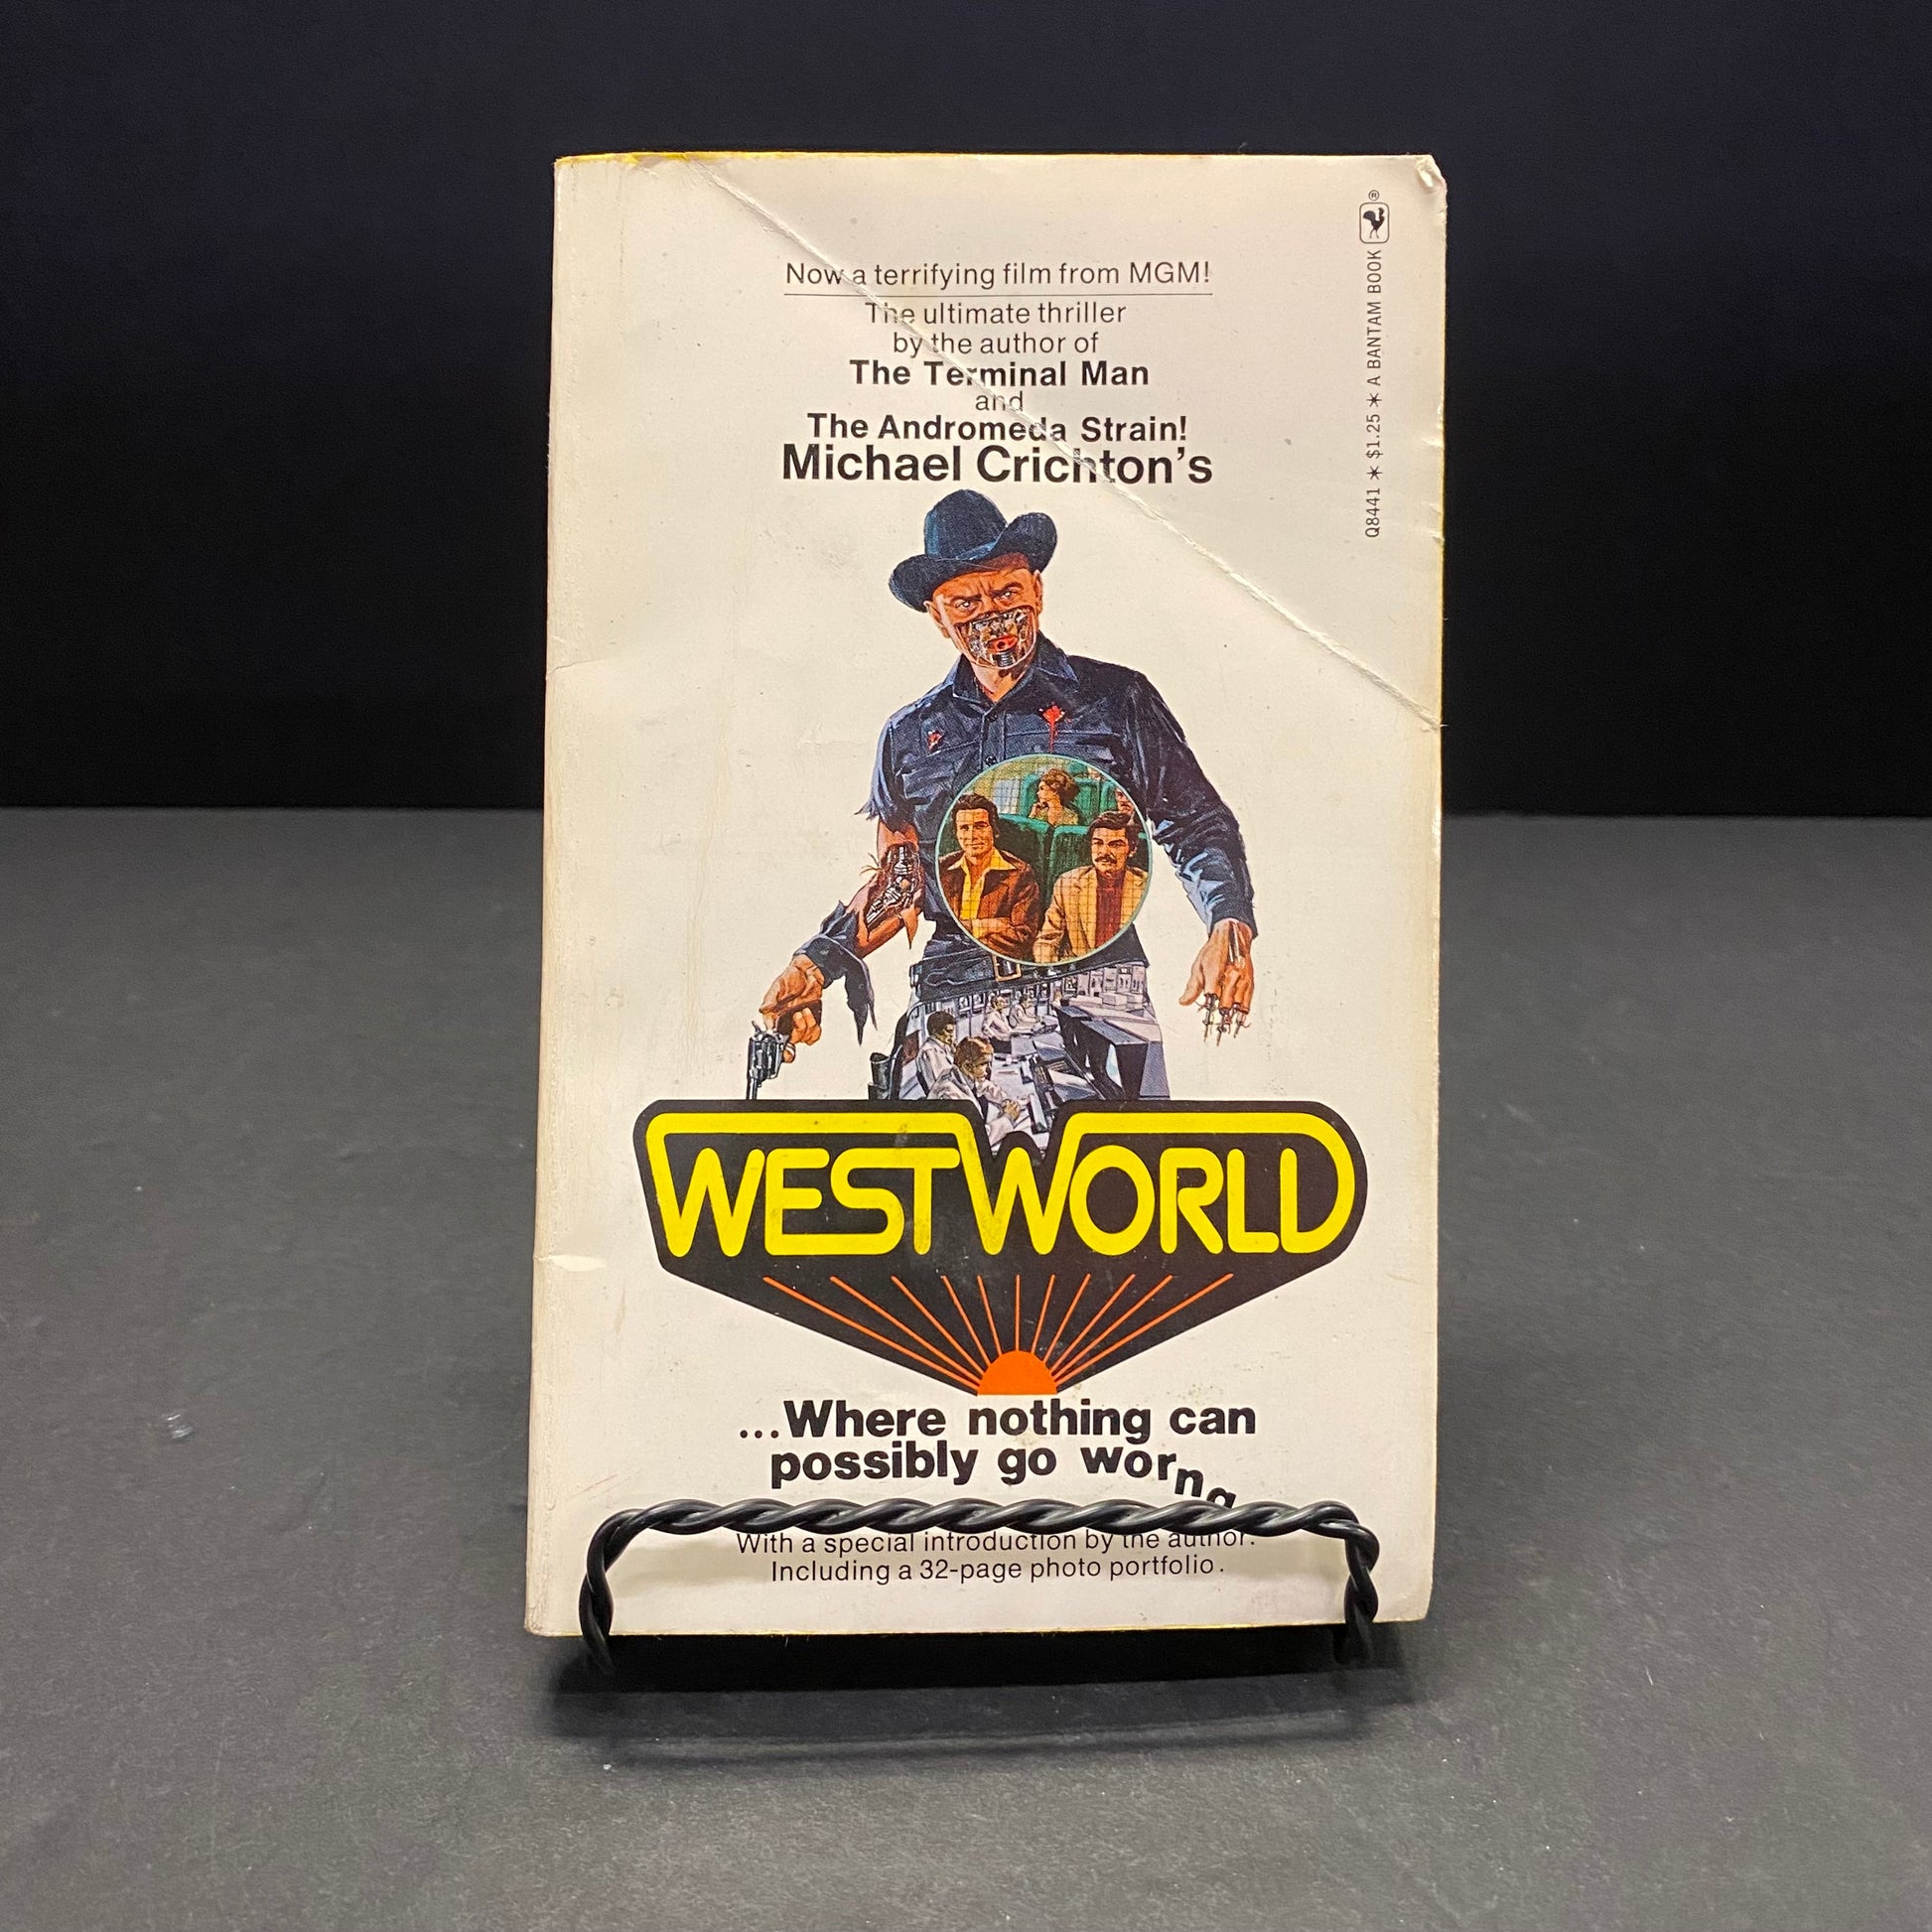 Now a terrifying film from MGM!
The ultimate thriller
by the author of
The Terminal Man
and
The Andromeda Strain!
Michael Crichton's
WESTWORLD
...Where nothing can
possibly go worng
With a special introduction by the author.
Including a 32-page photo portfolio.
Q8441 * $1.25 * A BANTAM BOOK ®